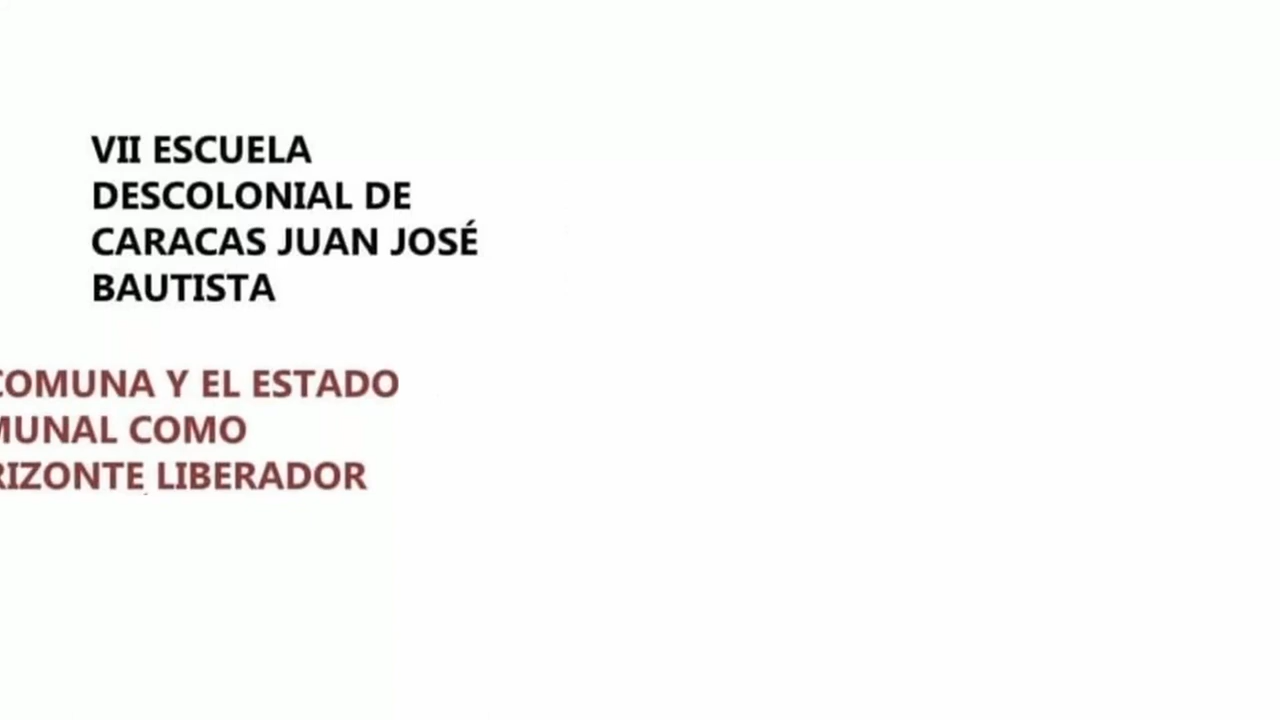 VII ESCUELA
DESCOLONIAL DE
CARACAS JUAN JOSÉ
BAUTISTA
COMUNA Y EL ESTADO
MUNAL COMO
RIZONTE LIBERADOR